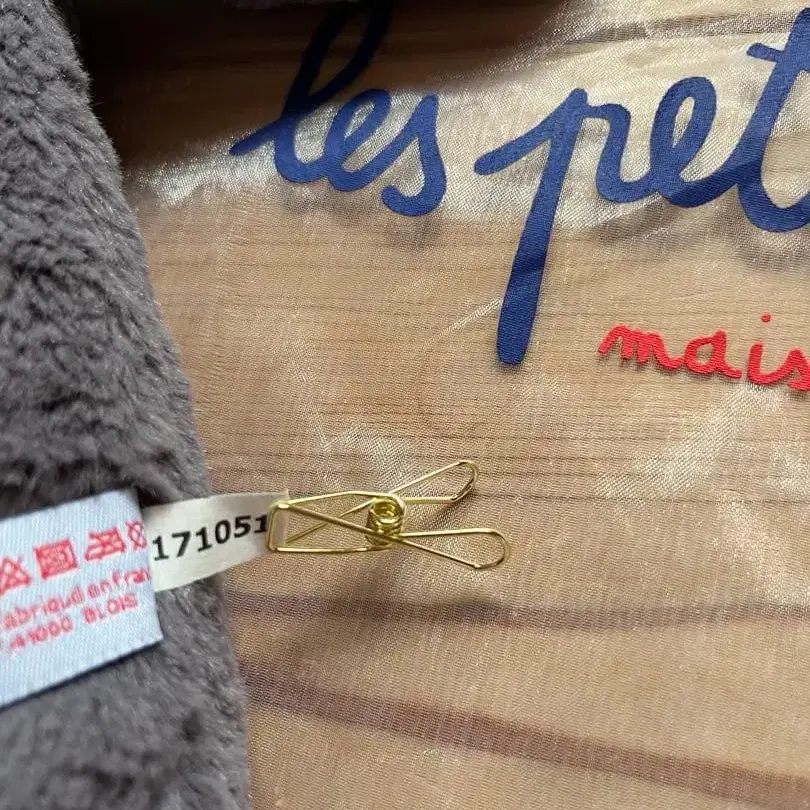 les pet
mais
171051
fabriqué en fran
41000 BLOIS